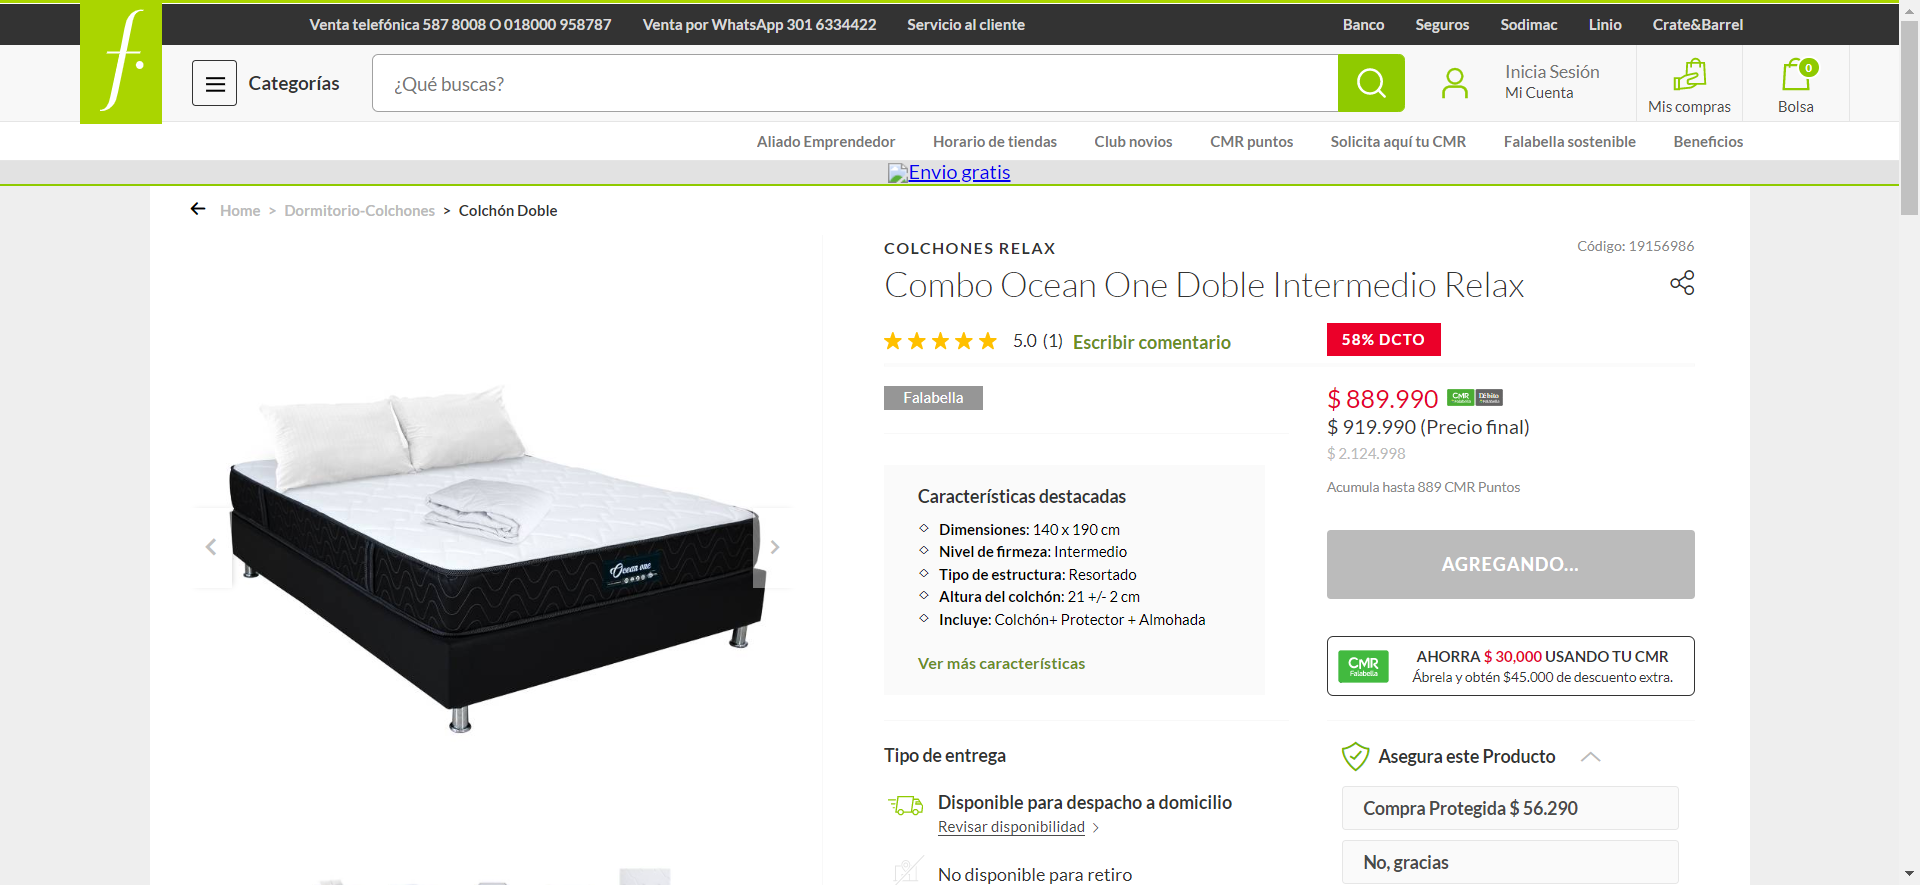 Venta telefónica 587 8008 O 018000 958787
Venta por WhatsApp 301 6334422
Servicio al cliente
Banco
Seguros
Sodimac
Linio
Crate&Barrel
f.
Categorías
¿Qué buscas?
Inicia Sesión
Mi Cuenta
Mis compras
0
Bolsa
Aliado Emprendedor
Horario de tiendas
Club novios
CMR puntos
Solicita aquí tu CMR
Falabella sostenible
Beneficios
Envio gratis
Home > Dormitorio-Colchones > Colchón Doble
COLCHONES RELAX
Código: 19156986
Combo Ocean One Doble Intermedio Relax
5.0 (1) Escribir comentario
58% DCTO
Falabella
$ 889.990
CMR
Débito
$ 919.990 (Precio final)
$ 2.124.998
Acumula hasta 889 CMR Puntos
Características destacadas
Dimensiones: 140 x 190 cm
Nivel de firmeza: Intermedio
Tipo de estructura: Resortado
Altura del colchón: 21 +/- 2 cm
Incluye: Colchón+ Protector + Almohada
Ver más características
Ocean one
AGREGANDO...
CMR
Falabella
AHORRA $ 30,000 USANDO TU CMR
Ábrela y obtén $45.000 de descuento extra.
Tipo de entrega
Disponible para despacho a domicilio
Revisar disponibilidad
No disponible para retiro
Asegura este Producto
Compra Protegida $ 56.290
No, gracias